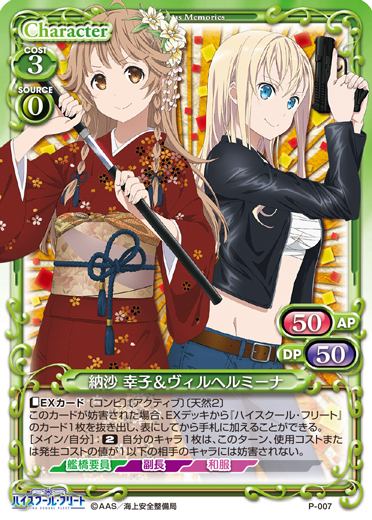 us Memories
Character
COST
3
SOURCE
0
50 AP
DP 50
納沙 幸子&ヴィルヘルミーナ
EXカード [コンビ] [アクティブ] [天然2]
このカードが妨害された場合、EXデッキから『ハイスクール・フリート』
のカード1枚を抜き出し、表にしてから手札に加えることができる。
[メイン/自分]:2 自分のキャラ1枚は、このターン、使用コストまた
は発生コストの値が1以下の相手のキャラには妨害されない。
艦橋要員 副長 和服
ハイスクール・フリート
©AAS/海上安全整備局
P-007